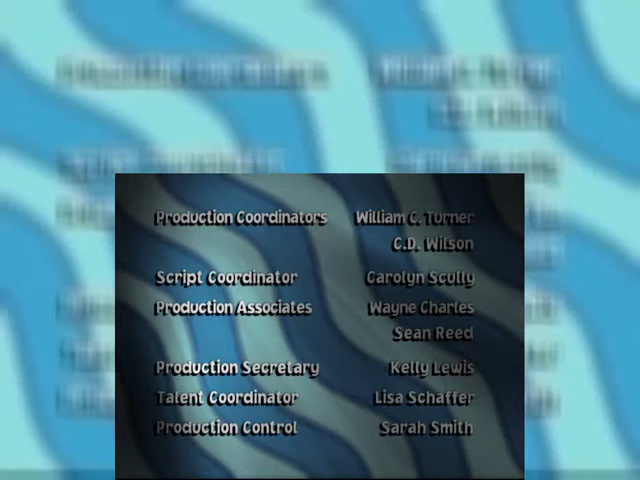 Production Coordinators William C. Turner
C.D. Wilson
Script Coordinator Carolyn Scully
Production Associates Wayne Charles
Sean Reed
Production Secretary Kelly Lewis
Talent Coordinator Lisa Schaffer
Production Control Sarah Smith